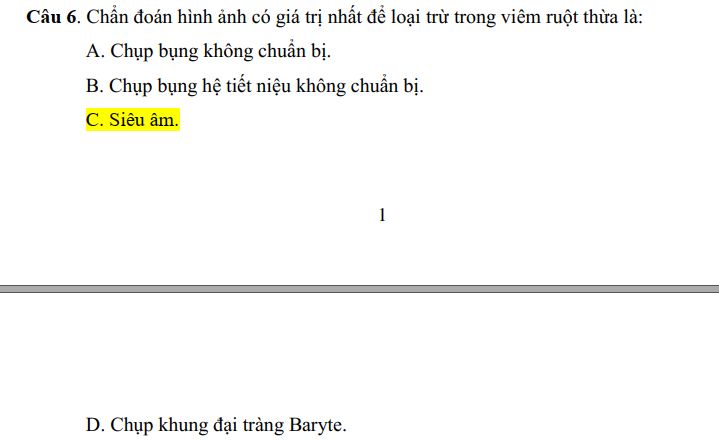 Câu 6. Chẩn đoán hình ảnh có giá trị nhất để loại trừ trong viêm ruột thừa là:
A. Chụp bụng không chuẩn bị.
B. Chụp bụng hệ tiết niệu không chuẩn bị.
C. Siêu âm.
1
D. Chụp khung đại tràng Baryte.